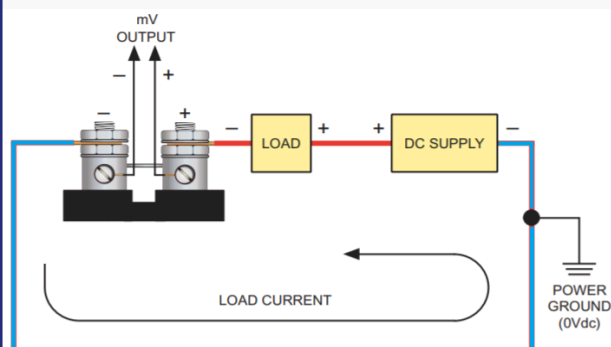 mV
OUTPUT
– +
– +
– LOAD + + DC SUPPLY –
LOAD CURRENT
POWER
GROUND
(0Vdc)